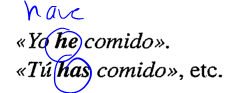 have
«Yo he comido».
«Tú has comido», etc.